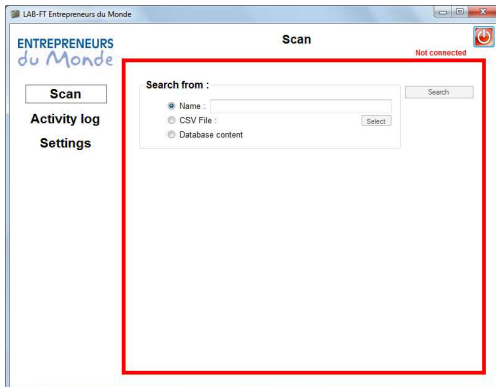 LAB-FT Entrepreneurs du Monde
ENTREPRENEURS
du Monde
Scan
Not connected
Scan
Activity log
Settings
Search from :
Name :
CSV File :
Select
Database content
Search